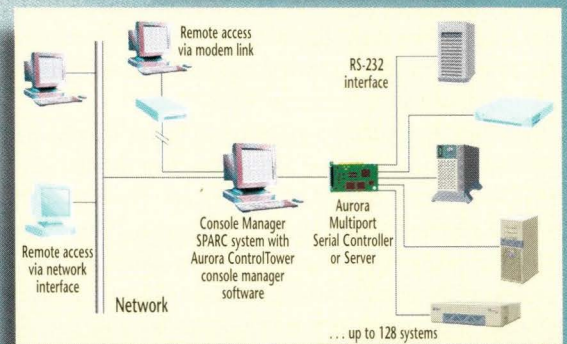 Remote access
via modem link
RS-232
interface
Remote access
via network
interface
Network
Console Manager
SPARC system with
Aurora ControlTower
console manager
software
Aurora
Multiport
Serial Controller
or Server
. . . up to 128 systems